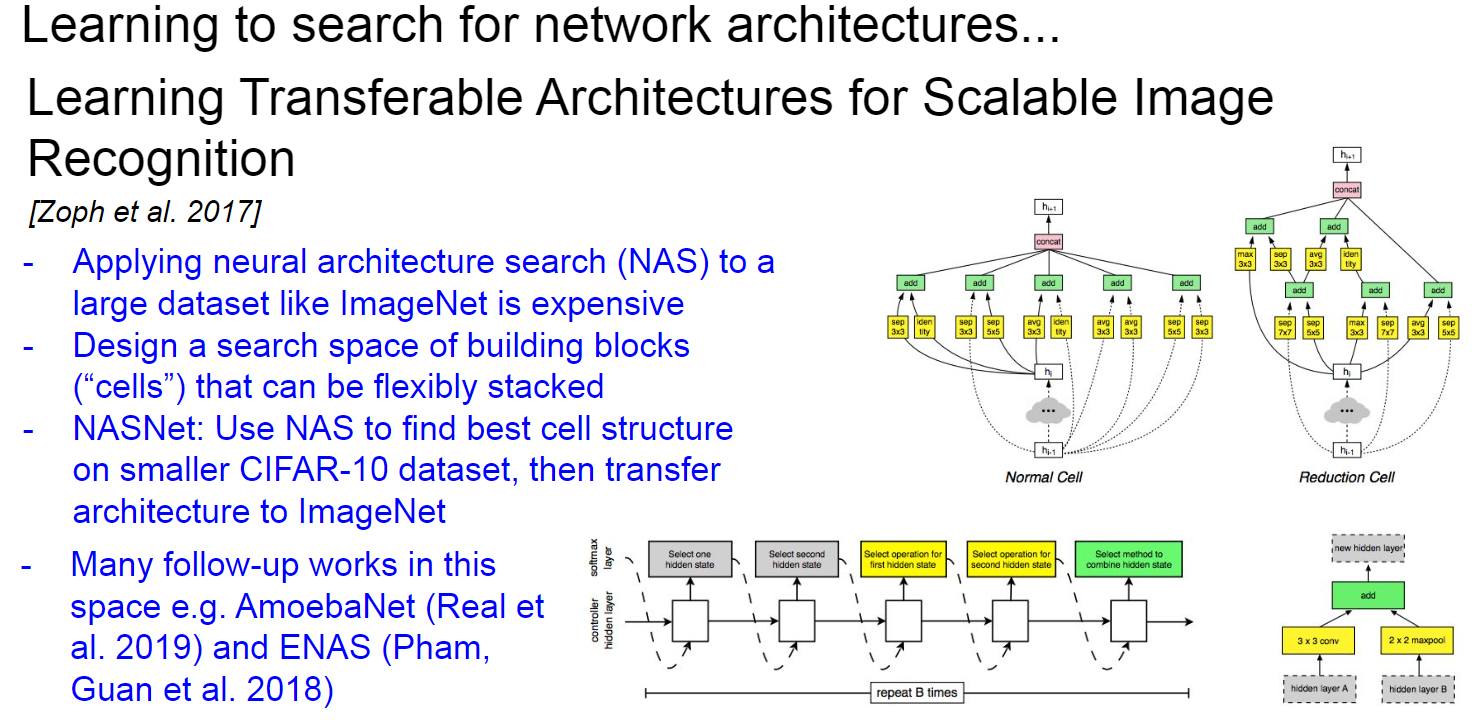 Learning to search for network architectures...
Learning Transferable Architectures for Scalable Image
Recognition
[Zoph et al. 2017]
- Applying neural architecture search (NAS) to a
large dataset like ImageNet is expensive
- Design a search space of building blocks
(“cells”) that can be flexibly stacked
- NASNet: Use NAS to find best cell structure
on smaller CIFAR-10 dataset, then transfer
architecture to ImageNet
- Many follow-up works in this
space e.g. AmoebaNet (Real et
al. 2019) and ENAS (Pham,
Guan et al. 2018)
hi+1
concat
add add add add add
sep iden sep sep avg iden avg avg sep sep
3x3 tity 3x3 5x5 3x3 tity 3x3 3x3 5x5 3x3
hi
...
hi-1
Normal Cell
hi+1
concat
add add
max sep avg iden
3x3 3x3 3x3 tity
add add add
sep sep max sep avg sep
7x7 5x5 3x3 7x7 3x3 5x5
hi
...
hi-1
Reduction Cell
softmax
layer
controller
hidden layer
Select one
hidden state
Select second
hidden state
Select operation for
first hidden state
Select operation for
second hidden state
Select method to
combine hidden state
repeat B times
new hidden layer
add
3 x 3 conv 2 x 2 maxpool
hidden layer A hidden layer B